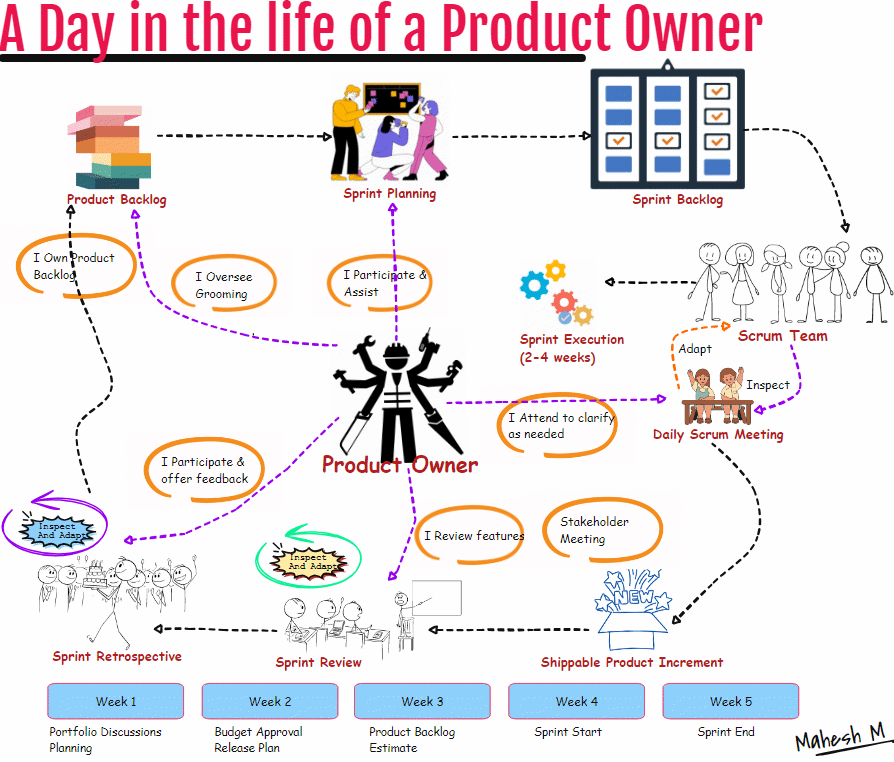 A Day in the life of a Product Owner
Product Backlog
Sprint Planning
Sprint Backlog
I Own Product
Backlog
I Oversee
Grooming
I Participate &
Assist
Sprint Execution
(2-4 weeks)
Scrum Team
Adapt
Inspect
I Attend to clarify
as needed
Daily Scrum Meeting
Product Owner
I Participate &
offer feedback
Inspect
And Adapt
I Review features
Stakeholder
Meeting
Inspect
And Adapt
NEW
Sprint Retrospective
Sprint Review
Shippable Product Increment
Week 1
Week 2
Week 3
Week 4
Week 5
Portfolio Discussions
Planning
Budget Approval
Release Plan
Product Backlog
Estimate
Sprint Start
Sprint End
Mahesh M